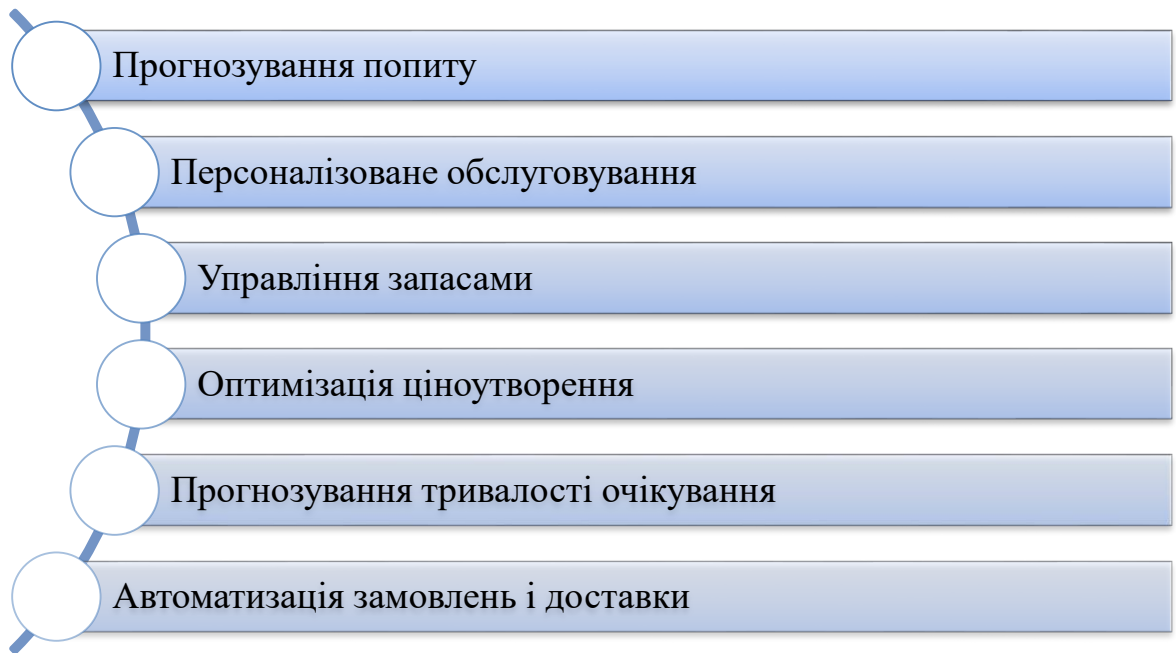 Прогнозування попиту
Персоналізоване обслуговування
Управління запасами
Оптимізація ціноутворення
Прогнозування тривалості очікування
Автоматизація замовлень і доставки